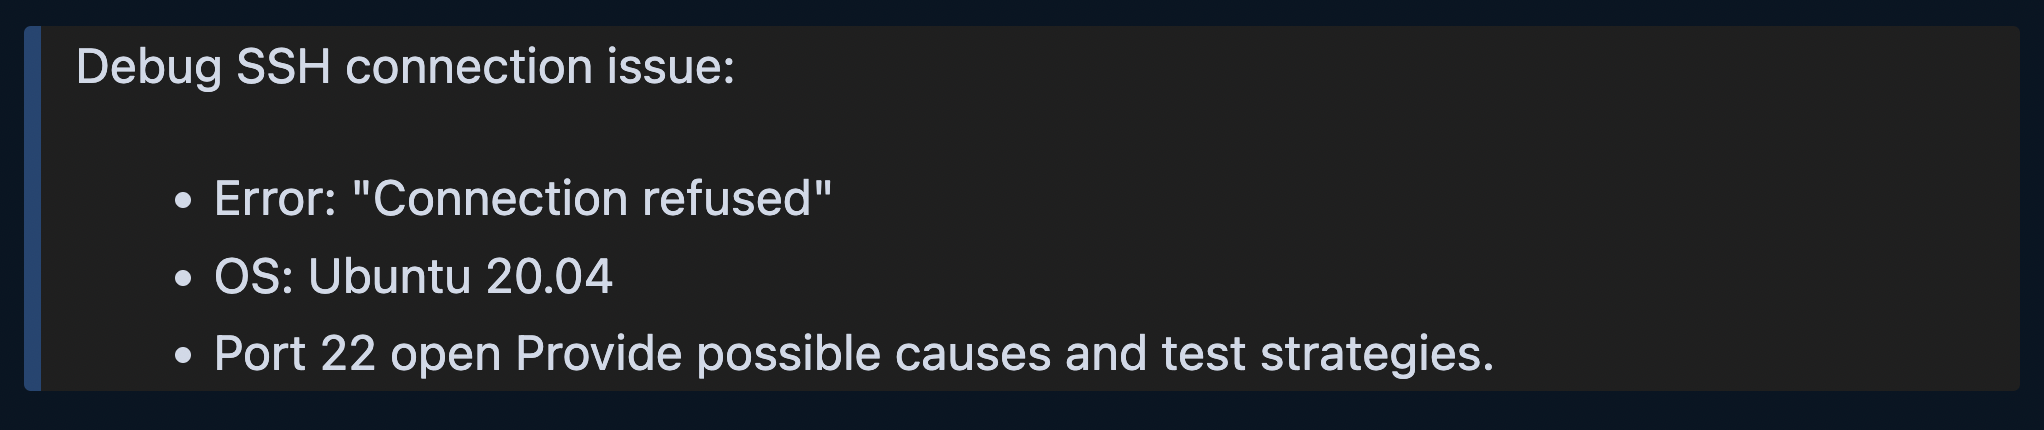 Debug SSH connection issue:
• Error: "Connection refused"
• OS: Ubuntu 20.04
• Port 22 open Provide possible causes and test strategies.